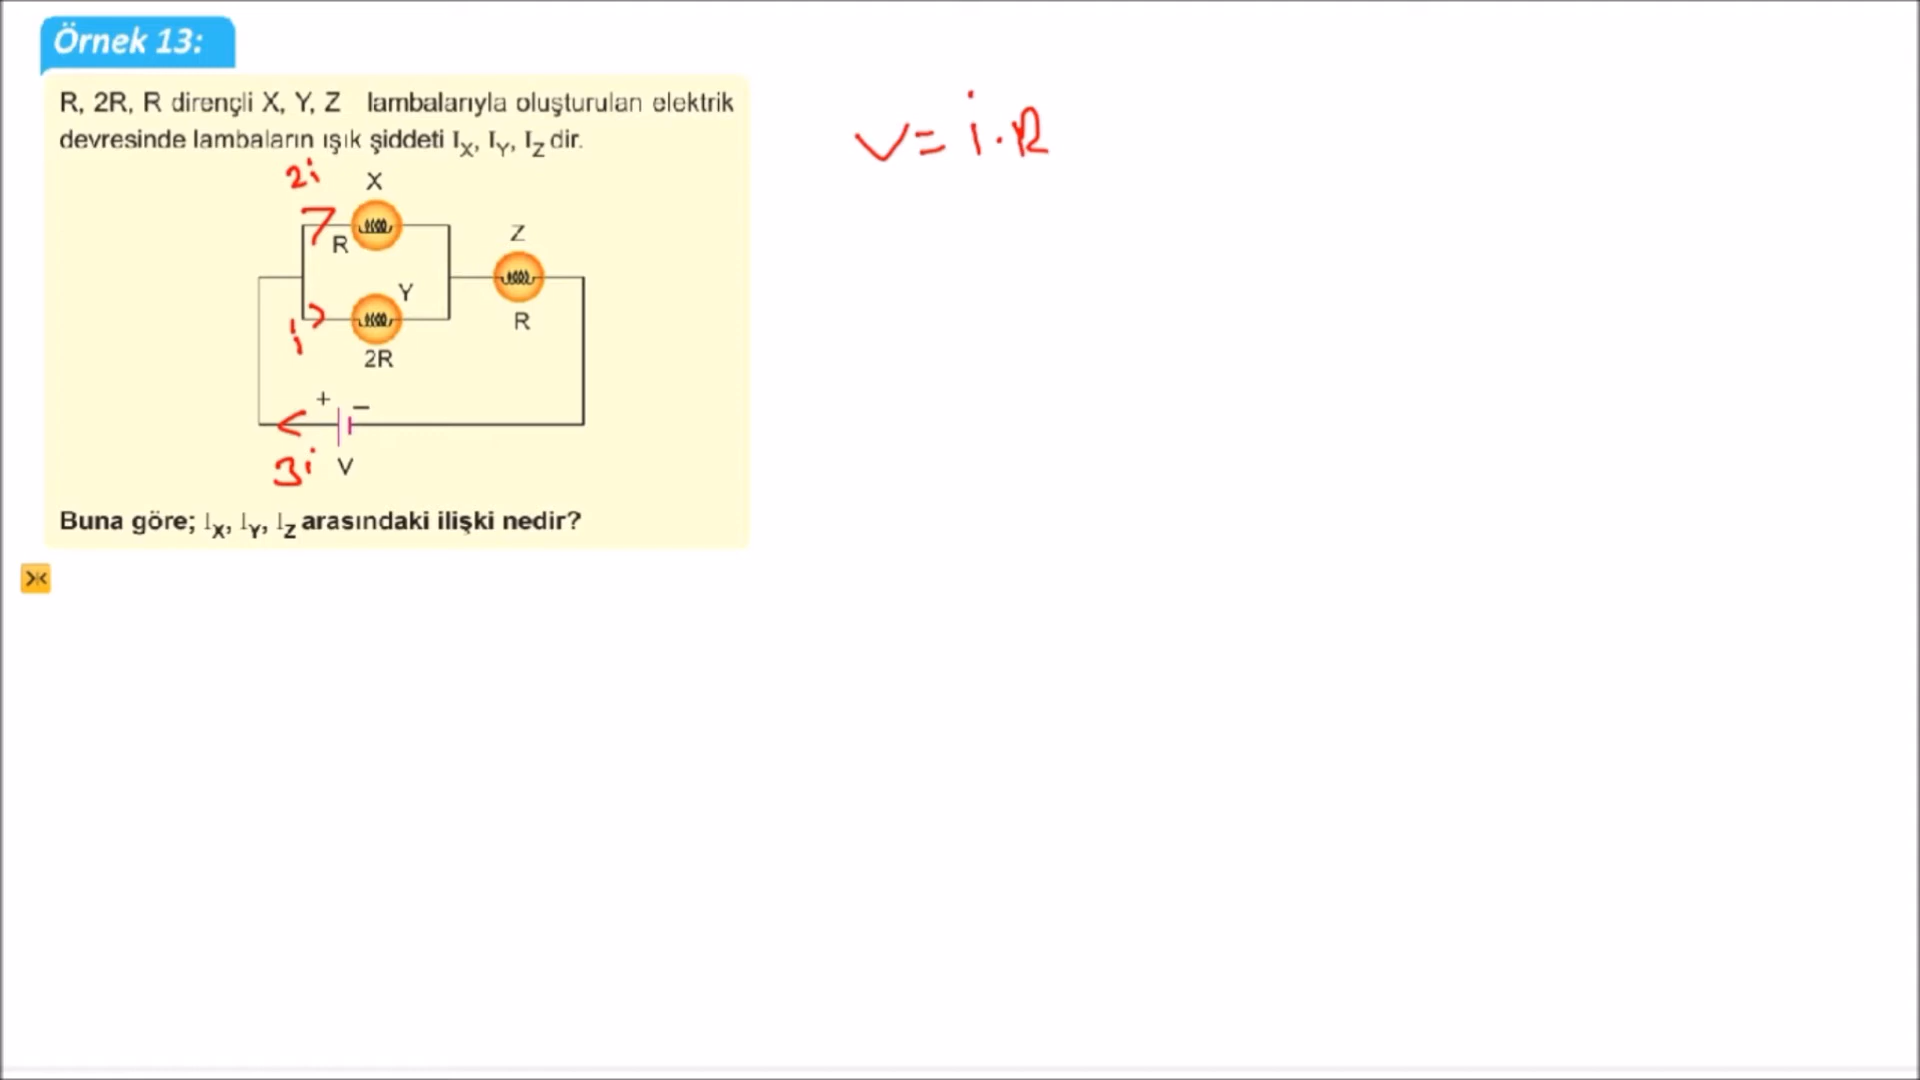 Örnek 13:
R, 2R, R dirençli X, Y, Z lambalarıyla oluşturulan elektrik
devresinde lambaların ışık şiddeti IX, IY, IZ dir.
V = i . R
2i
X
R
Z
Y
R
i
2R
+ −
3i V
Buna göre; IX, IY, IZ arasındaki ilişki nedir?